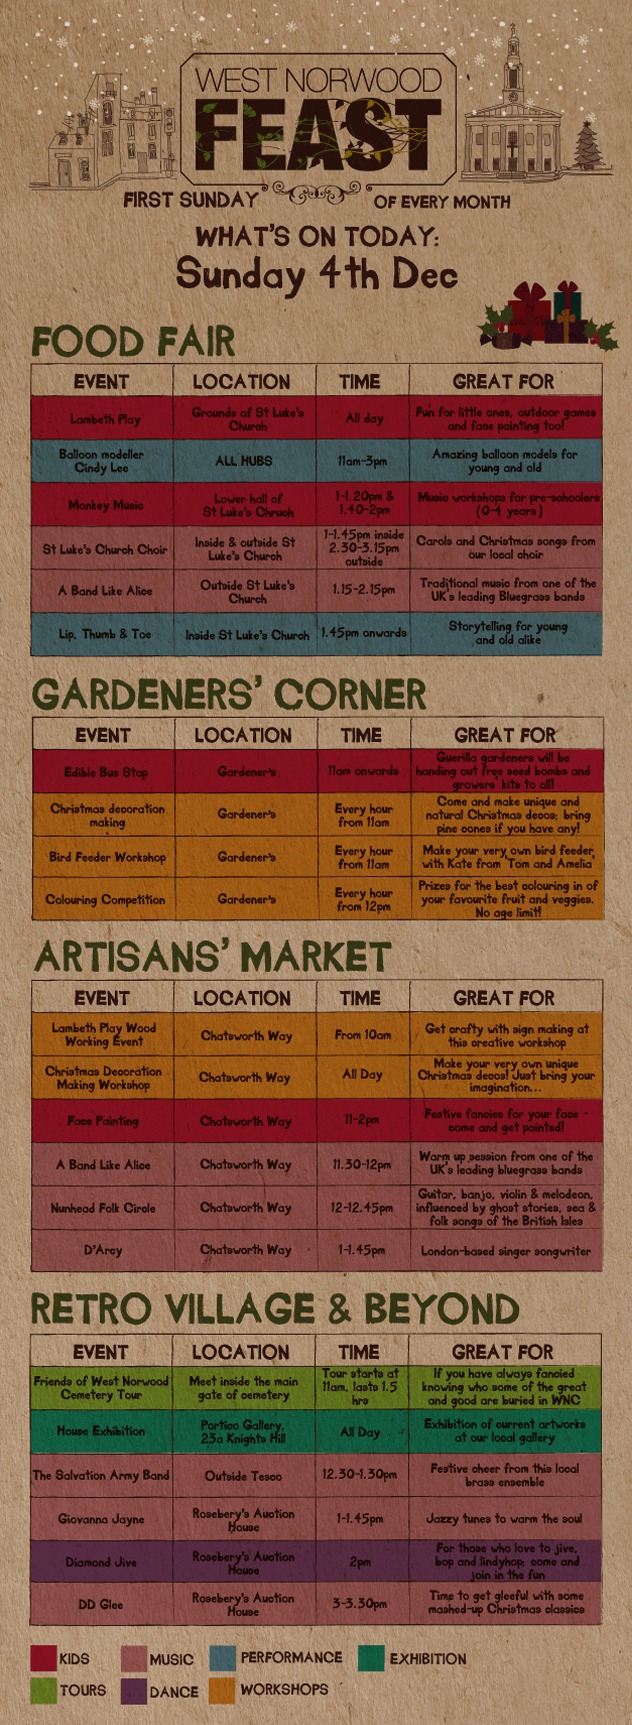 WEST NORWOOD
FEAST
FIRST SUNDAY OF EVERY MONTH
WHAT'S ON TODAY:
Sunday 4th Dec
FOOD FAIR
EVENT LOCATION TIME GREAT FOR
Lambeth Play
Grounds of St Luke's
Church
All day
Fun for little ones, outdoor games
and face painting too!
Balloon modeller
Cindy Lee
ALL HUBS
11am-3pm
Amazing balloon models for
young and old
Monkey Music
Lower hall of
St Luke's Chruch
1-1.20pm &
1.40-2pm
Music workshops for pre-schoolers
(0-4 years)
St Luke's Church Choir
Inside & outside St
Luke's Church
1-1.45pm inside
2.30-3.15pm
outside
Carols and Christmas songs from
our local choir
A Band Like Alice
Outside St Luke's
Church
1.15-2.15pm
Traditional music from one of the
UK's leading Bluegrass bands
Lip, Thumb & Toe
Inside St Luke's Church
1.45pm onwards
Storytelling for young
and old alike
GARDENERS' CORNER
EVENT LOCATION TIME GREAT FOR
Edible Bus Stop
Gardener's
11am onwards
Guerilla gardeners will be
handing out free seed bombs and
growers' kits to all!
Christmas decoration
making
Gardener's
Every hour
from 11am
Come and make unique and
natural Christmas decos; bring
pine cones if you have any!
Bird Feeder Workshop
Gardener's
Every hour
from 11am
Make your very own bird feeder,
with Kate from 'Tom and Amelia'
Colouring Competition
Gardener's
Every hour
from 12pm
Prizes for the best colouring in of
your favourite fruit and veggies.
No age limit!
ARTISANS' MARKET
EVENT LOCATION TIME GREAT FOR
Lambeth Play Wood
Working Event
Chatsworth Way
From 10am
Get crafty with sign making at
this creative workshop
Christmas Decoration
Making Workshop
Chatsworth Way
All Day
Make your very own unique
Christmas decos! Just bring your
imagination...
Face Painting
Chatsworth Way
11-2pm
Festive fancies for your face -
come and get painted!
A Band Like Alice
Chatsworth Way
11.30-12pm
Warm up session from one of the
UK's leading bluegrass bands
Nunhead Folk Circle
Chatsworth Way
12-12.45pm
Guitar, banjo, violin & melodeon,
influenced by ghost stories, sea &
folk songs of the British Isles
D'Arcy
Chatsworth Way
1-1.45pm
London-based singer songwriter
RETRO VILLAGE & BEYOND
EVENT LOCATION TIME GREAT FOR
Friends of West Norwood
Cemetery Tour
Meet inside the main
gate of cemetery
Tour starts at
11am, lasts 1.5
hrs
If you have always fancied
knowing who some of the great
and good are buried in WNC
House Exhibition
Portico Gallery,
23a Knights Hill
All Day
Exhibition of current artworks
at our local gallery
The Salvation Army Band
Outside Tesco
12.30-1.30pm
Festive cheer from this local
brass ensemble
Giovanna Jayne
Rosebery's Auction
House
1-1.45pm
Jazzy tunes to warm the soul
Diamond Jive
Rosebery's Auction
House
2pm
For those who love to jive,
bop and lindyhop; come and
join in the fun
DD Glee
Rosebery's Auction
House
3-3.30pm
Time to get gleeful with some
mashed-up Christmas classics
KIDS MUSIC PERFORMANCE EXHIBITION
TOURS DANCE WORKSHOPS